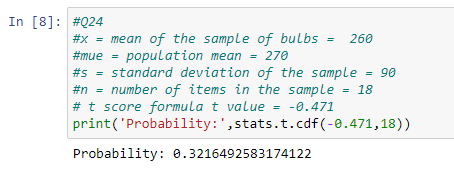 In [8]: #Q24
#x = mean of the sample of bulbs =  260
#mue = population mean = 270
#s = standard deviation of the sample = 90
#n = number of items in the sample = 18
# t score formula t value = -0.471
print('Probability:',stats.t.cdf(-0.471,18))
Probability: 0.3216492583174122